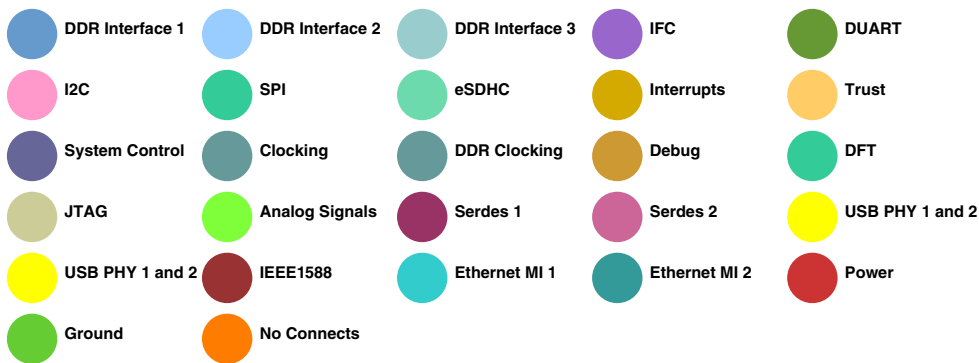 DDR Interface 1 DDR Interface 2 DDR Interface 3 IFC DUART
I2C SPI eSDHC Interrupts Trust
System Control Clocking DDR Clocking Debug DFT
JTAG Analog Signals Serdes 1 Serdes 2 USB PHY 1 and 2
USB PHY 1 and 2 IEEE1588 Ethernet MI 1 Ethernet MI 2 Power
Ground No Connects